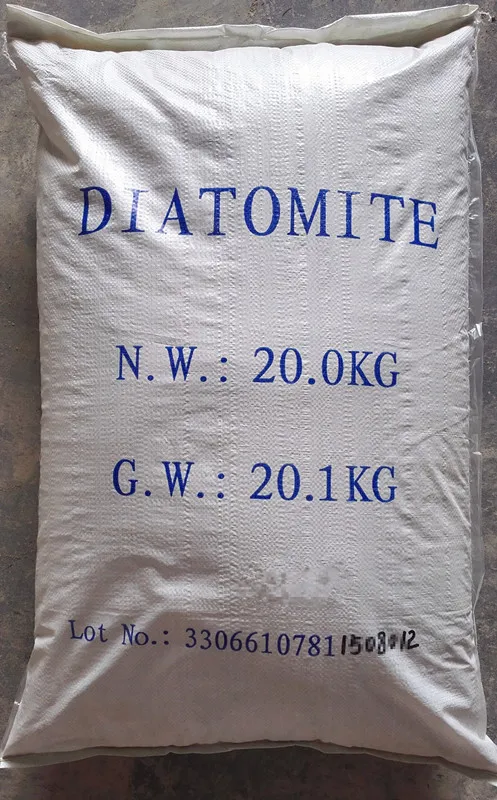 DIATOMITE
N.W.: 20.0KG
G.W.: 20.1KG
Lot No.: 33066107811508012